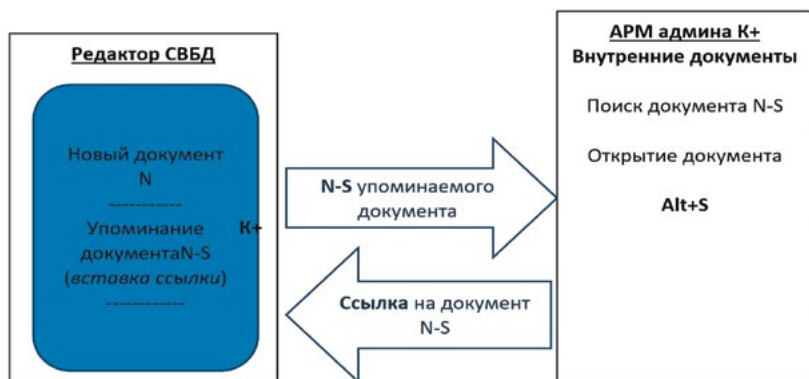 Редактор СВБД
Новый документ
N
-----------
Упоминание К+
документаN-S
(вставка ссылки)
------------
N-S упоминаемого
документа
Ссылка на документ
N-S
АРМ админа К+
Внутренние документы
Поиск документа N-S
Открытие документа
Alt+S